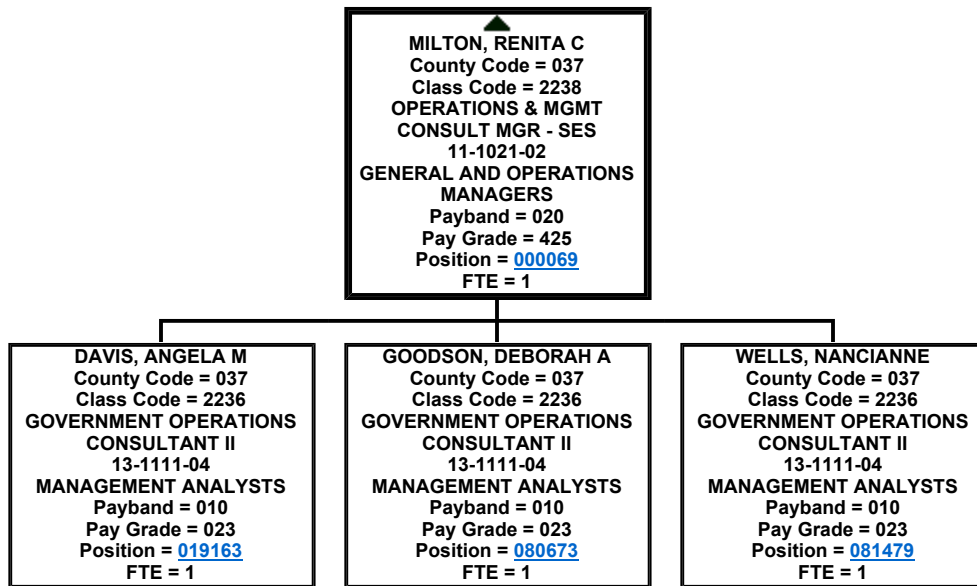 MILTON, RENITA C
County Code = 037
Class Code = 2238
OPERATIONS & MGMT
CONSULT MGR - SES
11-1021-02
GENERAL AND OPERATIONS
MANAGERS
Payband = 020
Pay Grade = 425
Position = 000069
FTE = 1
DAVIS, ANGELA M
County Code = 037
Class Code = 2236
GOVERNMENT OPERATIONS
CONSULTANT II
13-1111-04
MANAGEMENT ANALYSTS
Payband = 010
Pay Grade = 023
Position = 019163
FTE = 1
GOODSON, DEBORAH A
County Code = 037
Class Code = 2236
GOVERNMENT OPERATIONS
CONSULTANT II
13-1111-04
MANAGEMENT ANALYSTS
Payband = 010
Pay Grade = 023
Position = 080673
FTE = 1
WELLS, NANCIANNE
County Code = 037
Class Code = 2236
GOVERNMENT OPERATIONS
CONSULTANT II
13-1111-04
MANAGEMENT ANALYSTS
Payband = 010
Pay Grade = 023
Position = 081479
FTE = 1